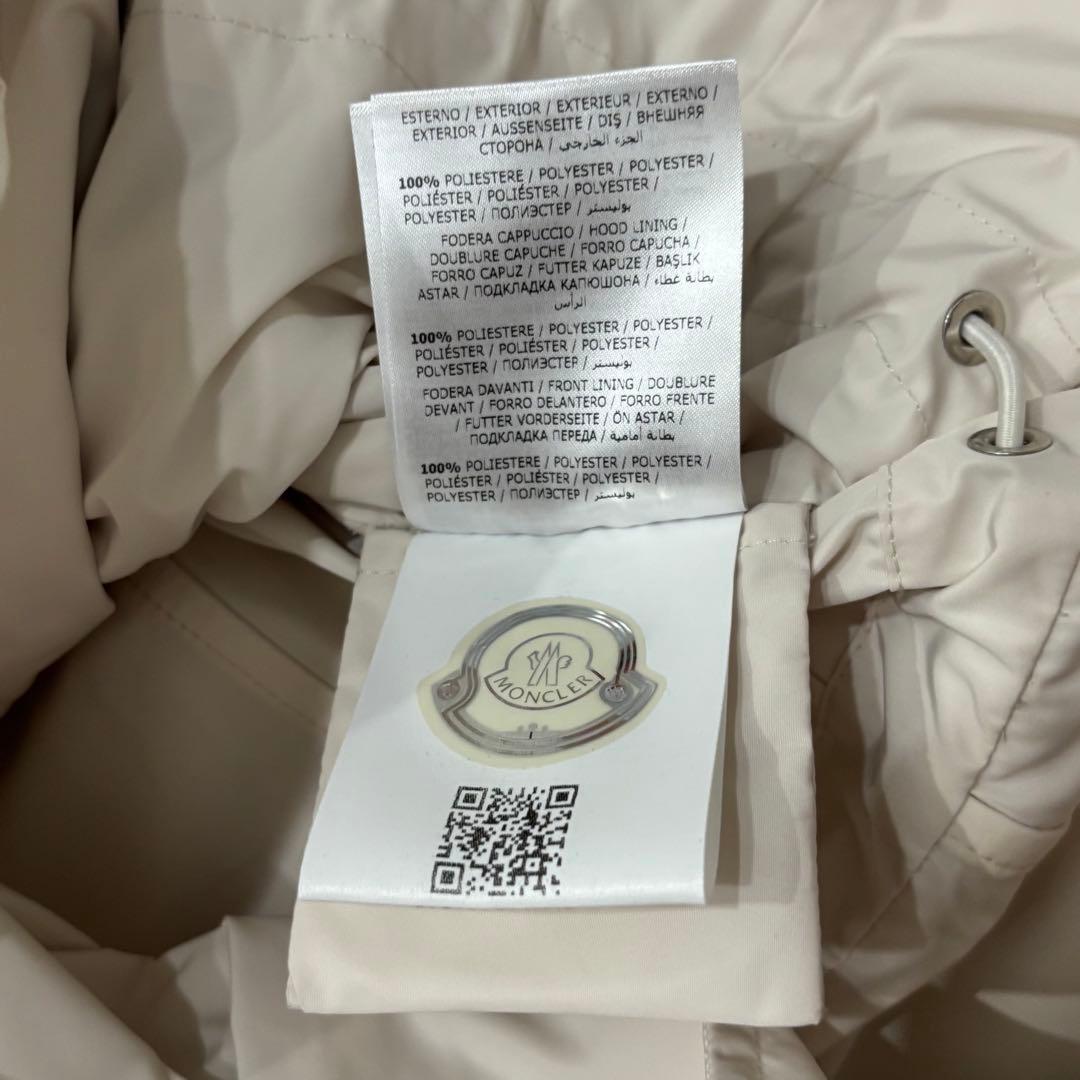 ESTERNO / EXTERIOR / EXTERIEUR / EXTERNO /
EXTERIOR / AUSSENSEITE / DIŞ / ВНЕШНЯЯ
СТОРОНА / الجزء الخارجي
100% POLIESTERE / POLYESTER / POLYESTER /
POLIÉSTER / POLIÉSTER / POLYESTER /
POLYESTER / ПОЛИЭСТЕР / بوليستر
FODERA CAPPUCCIO / HOOD LINING /
DOUBLURE CAPUCHE / FORRO CAPUCHA /
FORRO CAPUZ / FUTTER KAPUZE / BAŞLIK
ASTAR / ПОДКЛАДКА КАПЮШОНА / بطانة غطاء
الرأس
100% POLIESTERE / POLYESTER / POLYESTER /
POLIÉSTER / POLIÉSTER / POLYESTER /
POLYESTER / ПОЛИЭСТЕР / بوليستر
FODERA DAVANTI / FRONT LINING / DOUBLURE
DEVANT / FORRO DELANTERO / FORRO FRENTE
/ FUTTER VORDERSEITE / ÖN ASTAR /
ПОДКЛАДКА ПЕРЕДА / بطانة أمامية
100% POLIESTERE / POLYESTER / POLYESTER /
POLIÉSTER / POLIÉSTER / POLYESTER /
POLYESTER / ПОЛИЭСТЕР / بوليستر
MONCLER